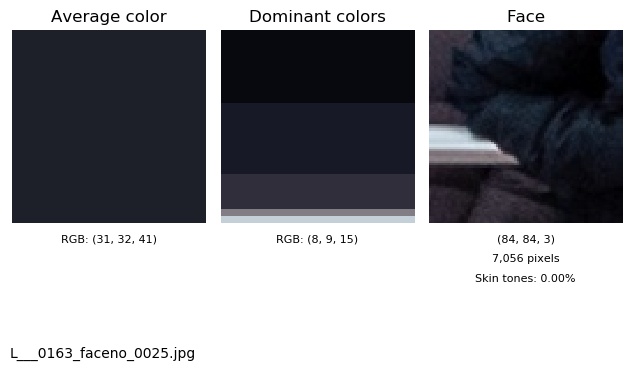 Average color
Dominant colors
Face
RGB: (31, 32, 41)
RGB: (8, 9, 15)
(84, 84, 3)
7,056 pixels
Skin tones: 0.00%
L___0163_faceno_0025.jpg